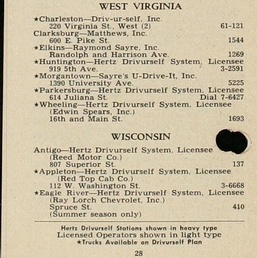 WEST VIRGINIA
★Charleston—Driv-ur-self, Inc.
220 Virginia St., West (2) 61-121
Clarksburg—Matthews, Inc.
600 E. Pike St. 1544
★Elkins—Raymond Sayre, Inc.
Randolph and Harrison Ave. 1269
★Huntington—Hertz Drivurself System, Licensee
919 5th Ave. 3-2591
★Morgantown—Sayre's U-Drive-It, Inc.
1390 University Ave. 5225
★Parkersburg—Hertz Drivurself System, Licensee
614 Juliana St. Dial 7-6427
★Wheeling—Hertz Drivurself System, Licensee
(Edwin Spears, Inc.)
16th and Main St. 1693
WISCONSIN
Antigo—Hertz Drivurself System, Licensee
(Reed Motor Co.)
807 Superior St. 137
★Appleton—Hertz Drivurself System, Licensee
(Red Top Cab Co.)
112 W. Washington St. 3-6668
★Eagle River—Hertz Drivurself System, Licensee
(Ray Lorch Chevrolet, Inc.)
Spruce St. 410
(Summer season only)
Hertz Drivurself Stations shown in heavy type
Licensed Operators shown in light type
★Trucks Available on Drivurself Plan
28